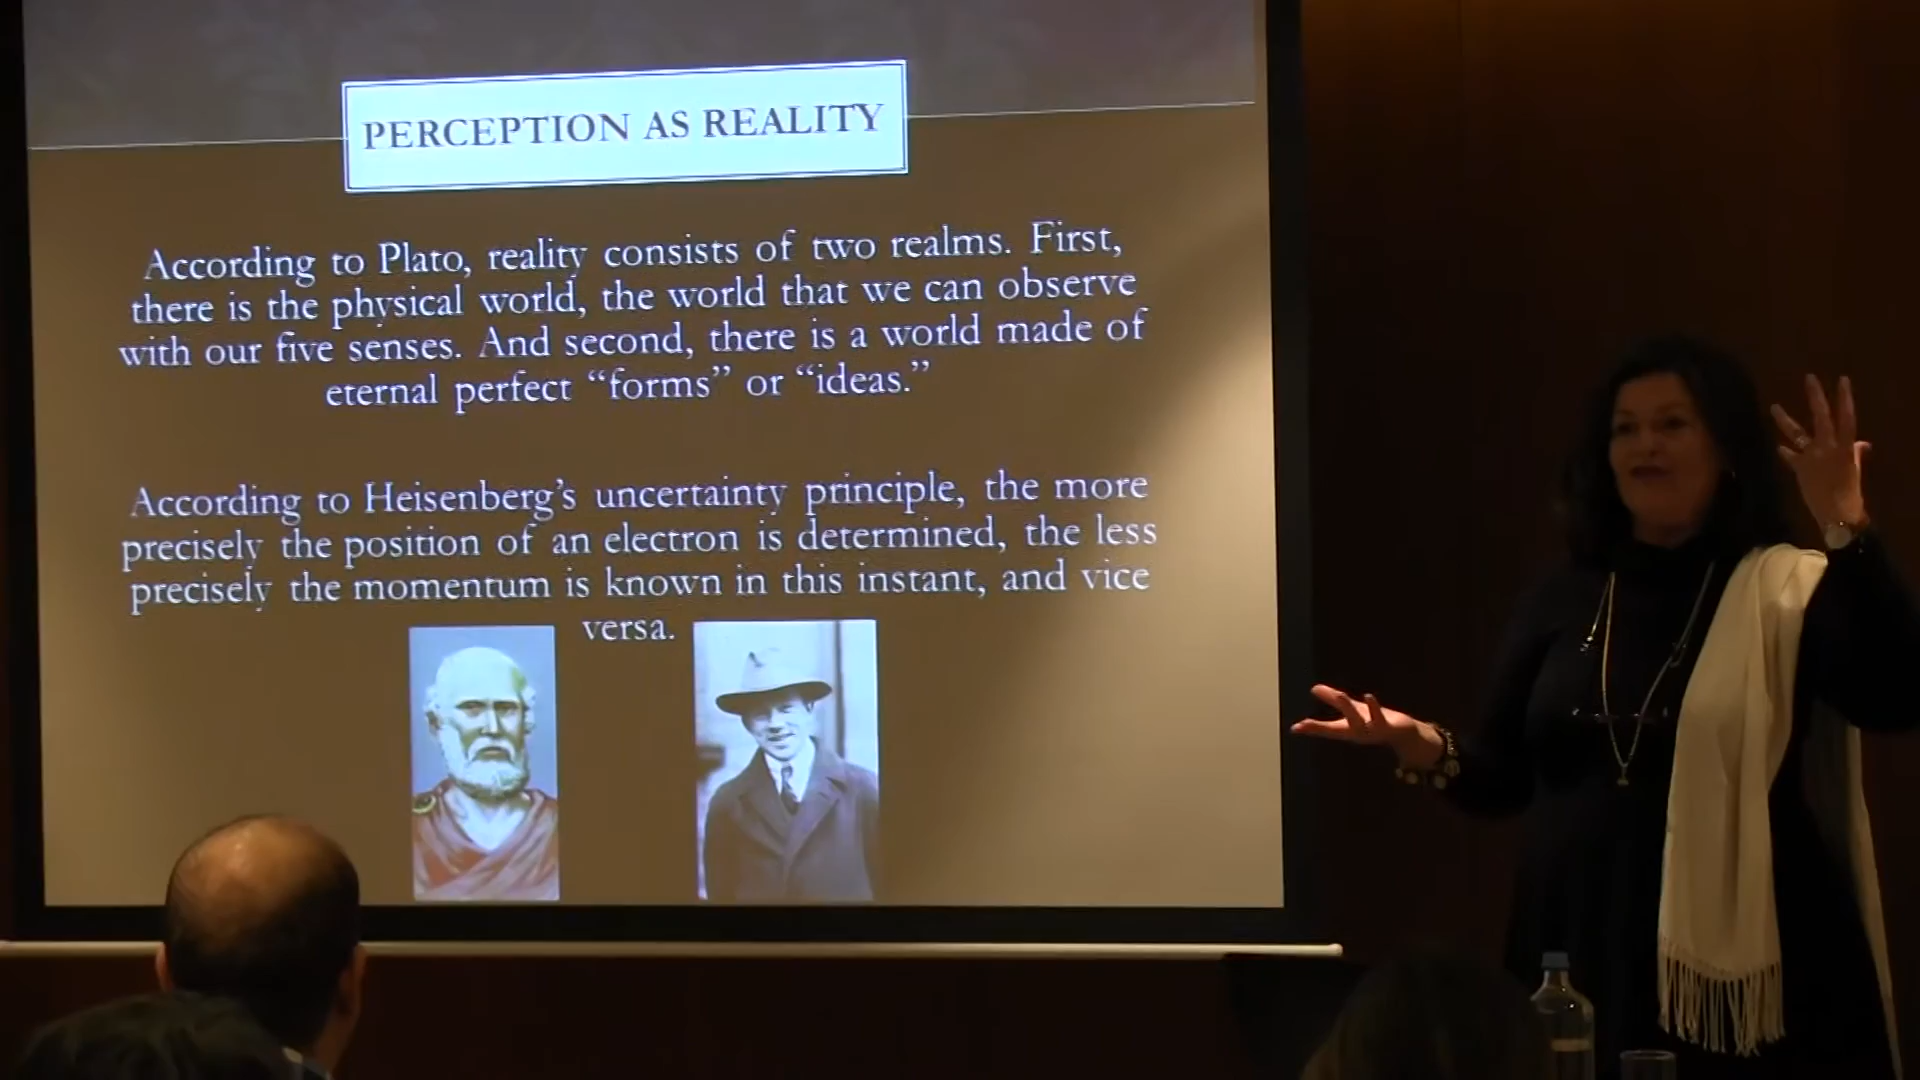 PERCEPTION AS REALITY
According to Plato, reality consists of two realms. First,
there is the physical world, the world that we can observe
with our five senses. And second, there is a world made of
eternal perfect “forms” or “ideas.”
According to Heisenberg’s uncertainty principle, the more
precisely the position of an electron is determined, the less
precisely the momentum is known in this instant, and vice
versa.